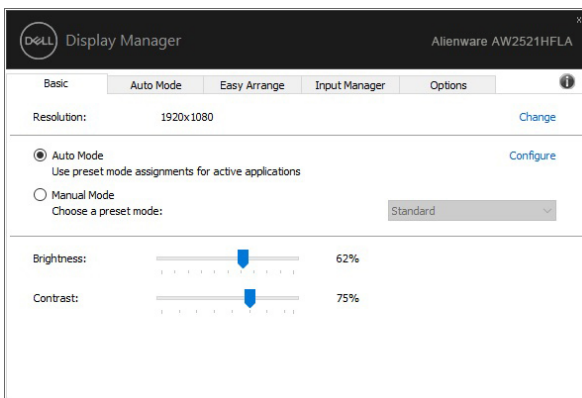 DELL Display Manager Alienware AW2521HFLA
Basic Auto Mode Easy Arrange Input Manager Options
Resolution: 1920x1080 Change
Auto Mode Configure
Use preset mode assignments for active applications
Manual Mode
Choose a preset mode: Standard
Brightness: 62%
Contrast: 75%